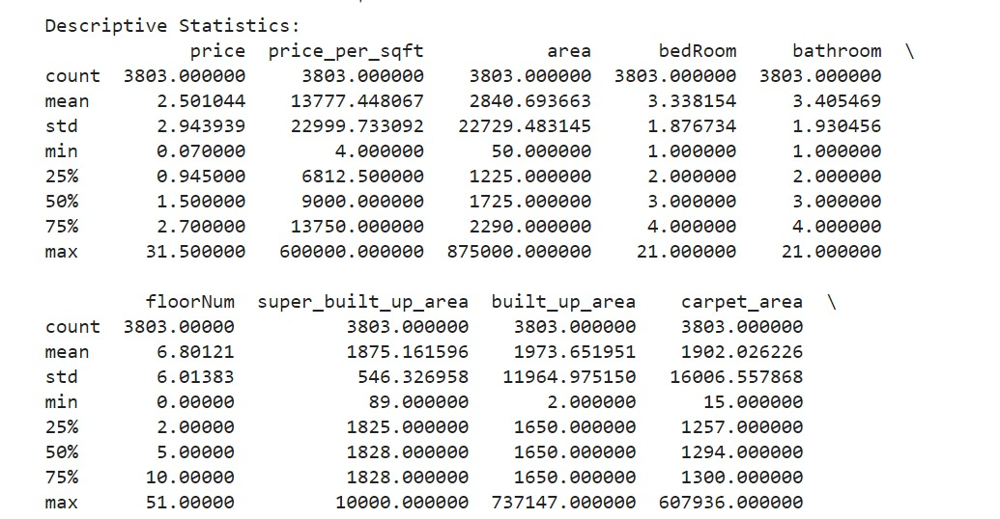 Descriptive Statistics:
price price_per_sqft area bedRoom bathroom \
count 3803.000000 3803.000000 3803.000000 3803.000000 3803.000000
mean 2.501044 13777.448067 2840.693663 3.338154 3.405469
std 2.943939 22999.733092 22729.483145 1.876734 1.930456
min 0.070000 4.000000 50.000000 1.000000 1.000000
25% 0.945000 6812.500000 1225.000000 2.000000 2.000000
50% 1.500000 9000.000000 1725.000000 3.000000 3.000000
75% 2.700000 13750.000000 2290.000000 4.000000 4.000000
max 31.500000 600000.000000 875000.000000 21.000000 21.000000
floorNum super_built_up_area built_up_area carpet_area \
count 3803.00000 3803.000000 3803.000000 3803.000000
mean 6.80121 1875.161596 1973.651951 1902.026226
std 6.01383 546.326958 11964.975150 16006.557868
min 0.00000 89.000000 2.000000 15.000000
25% 2.00000 1825.000000 1650.000000 1257.000000
50% 5.00000 1828.000000 1650.000000 1294.000000
75% 10.00000 1828.000000 1650.000000 1300.000000
max 51.00000 10000.000000 737147.000000 607936.000000